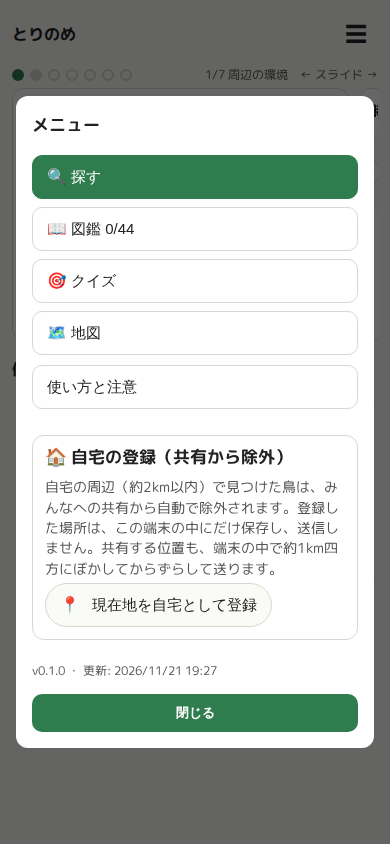 とりのめ
1/7 周辺の環境 ← スライド →
メニュー
🔍 探す
📖 図鑑 0/44
🎯 クイズ
🗺️ 地図
使い方と注意
🏠 自宅の登録（共有から除外）
自宅の周辺（約2km以内）で見つけた鳥は、み
んなへの共有から自動で除外されます。登録し
た場所は、この端末の中にだけ保存し、送信し
ません。共有する位置も、端末の中で約1km四
方にぼかしてからずらして送ります。
📍 現在地を自宅として登録
v0.1.0 · 更新: 2026/11/21 19:27
閉じる